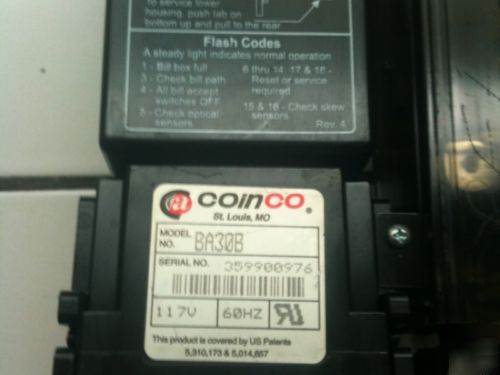 to service lower
housing, push tab on
bottom up and pull to the rear
Flash Codes
A steady light indicates normal operation
1 - Bill box full
3 - Check bill path
4 - All bill accept
switches OFF
5 - Check optical
sensors
6 thru 14, 17 & 18 -
Reset or service
required
15 & 16 - Check skew
sensors
Rev. 4
COINCO
St. Louis, MO
MODEL NO. BA30B
SERIAL NO. 359900976
117V 60HZ
This product is covered by US Patents
5,310,173 & 5,014,857